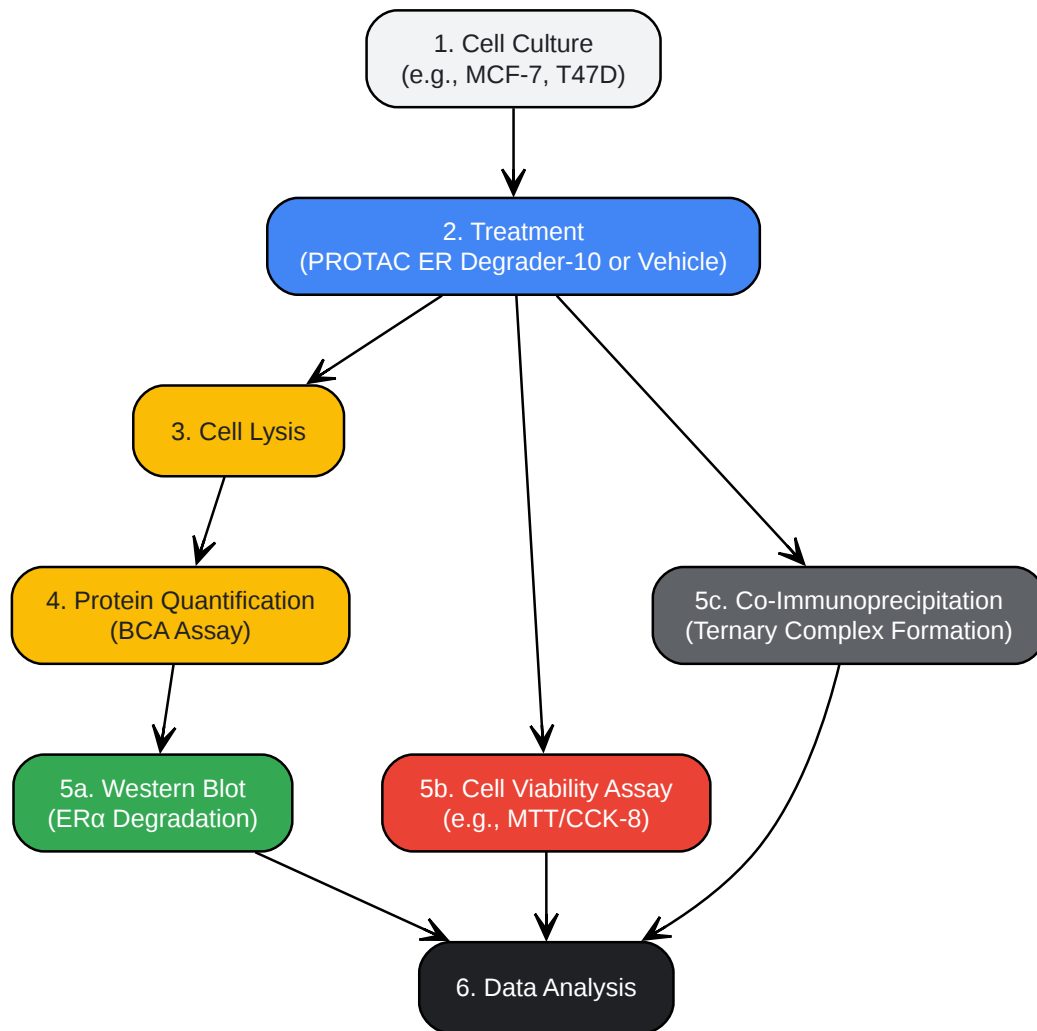 1. Cell Culture
(e.g., MCF-7, T47D)
2. Treatment
(PROTAC ER Degrader-10 or Vehicle)
3. Cell Lysis
4. Protein Quantification
(BCA Assay)
5c. Co-Immunoprecipitation
(Ternary Complex Formation)
5a. Western Blot
(ERα Degradation)
5b. Cell Viability Assay
(e.g., MTT/CCK-8)
6. Data Analysis